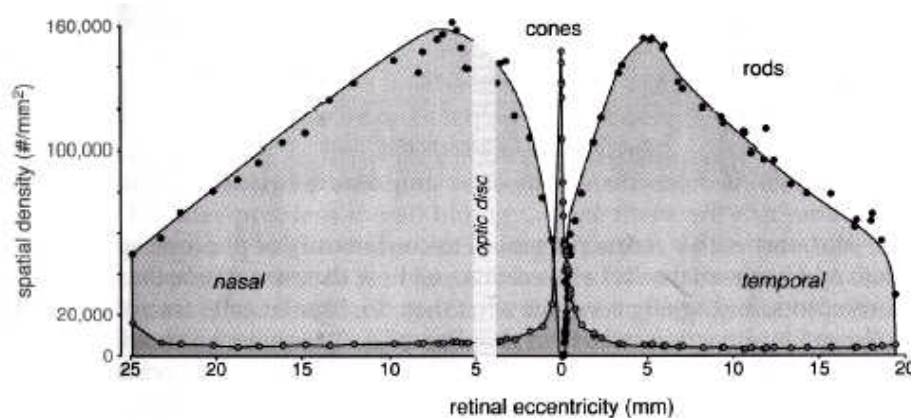 160,000
cones
rods
100,000
spatial density (#/mm²)
optic disc
nasal
temporal
20,000
0
25 20 15 10 5 0 5 10 15 20
retinal eccentricity (mm)